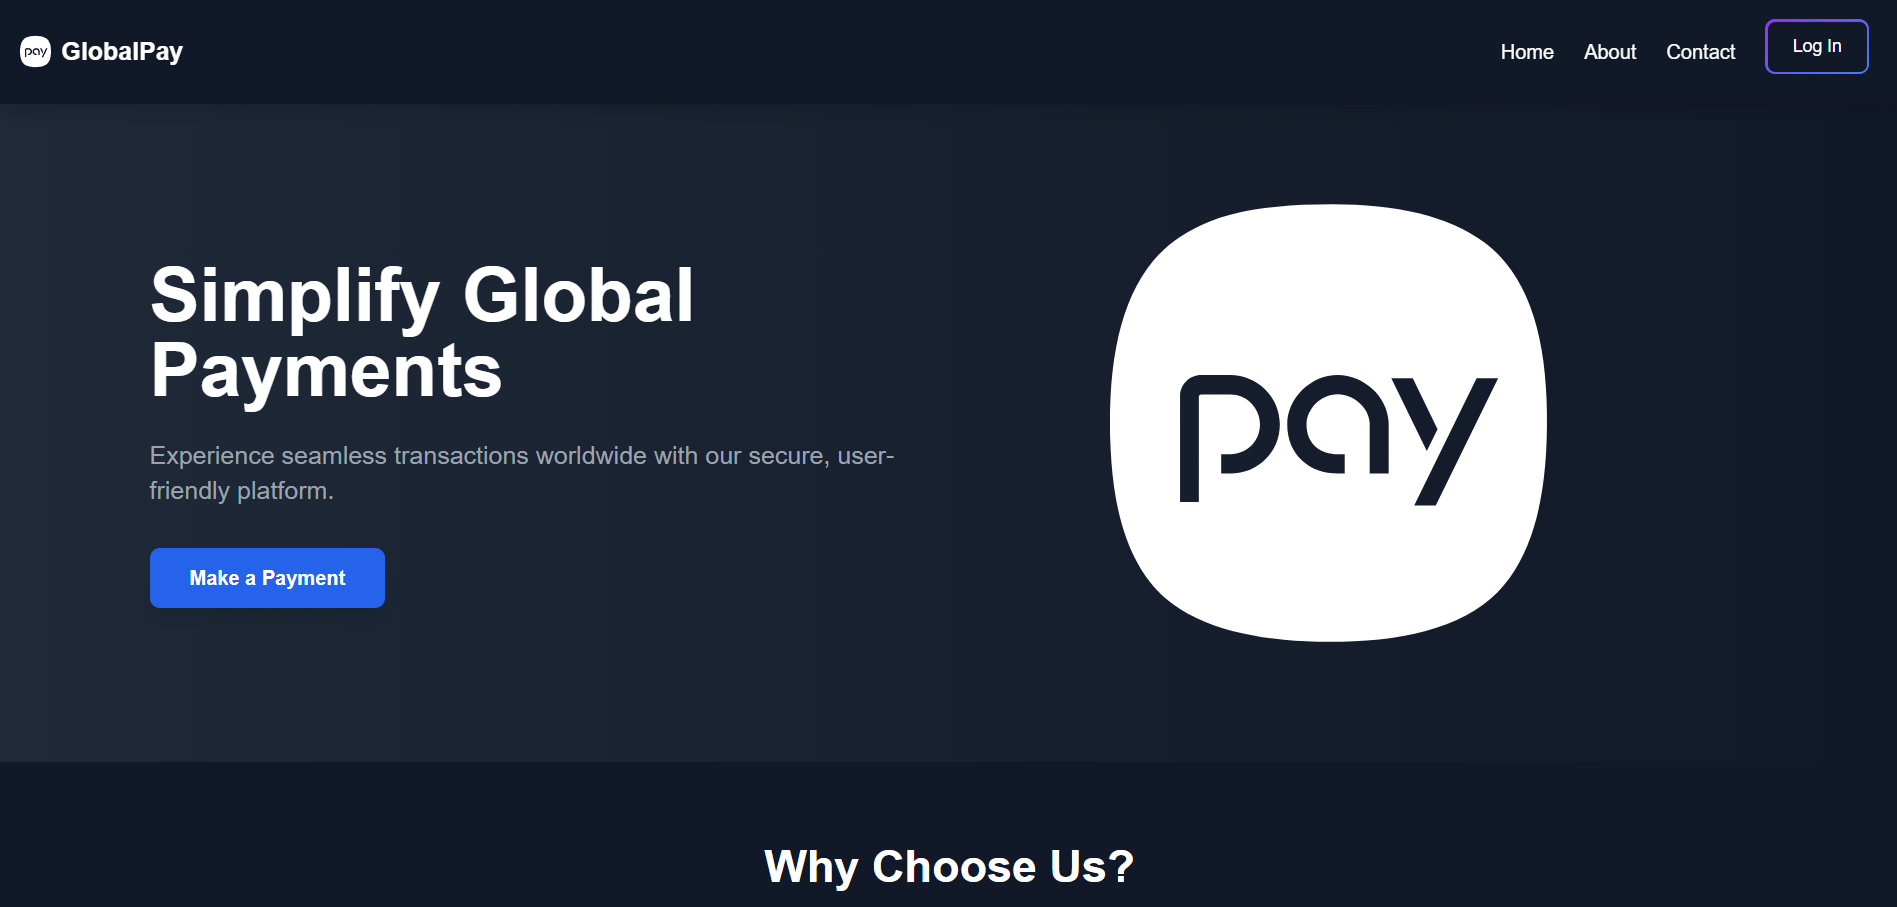 pay GlobalPay
Home About Contact Log In
Simplify Global
Payments
pay
Experience seamless transactions worldwide with our secure, user-
friendly platform.
Make a Payment
Why Choose Us?